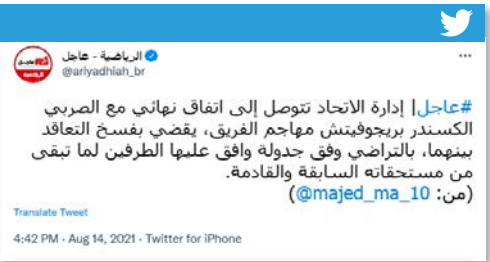 الرياضية - عاجل
@ariyadhiah_br
#عاجل| إدارة الاتحاد تتوصل إلى اتفاق نهائي مع الصربي
الكسندر بريجوفيتش مهاجم الفريق، يقضي بفسخ التعاقد
بينهما، بالتراضي وفق جدولة وافق عليها الطرفين لما تبقى
من مستحقاته السابقة والقادمة.
(من: @majed_ma_10)
Translate Tweet
4:42 PM · Aug 14, 2021 · Twitter for iPhone